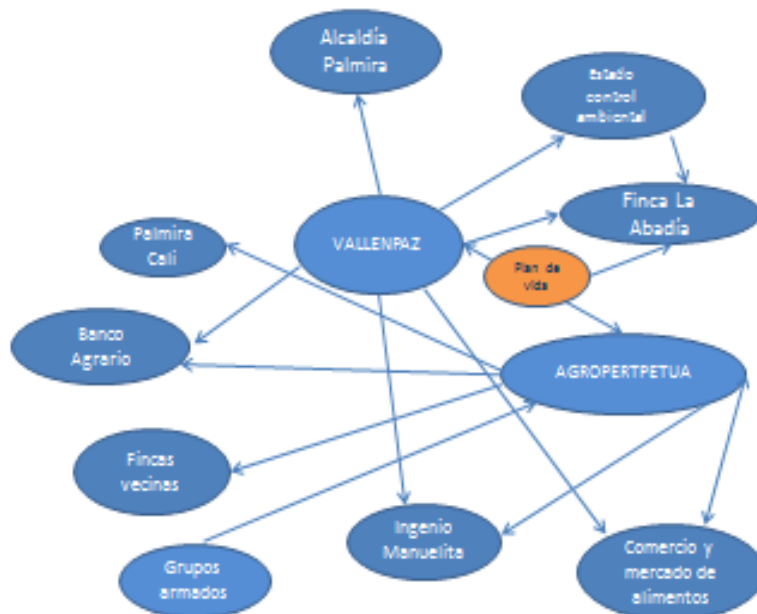 Alcaldía
Palmira
Estado
control
ambiental
Finca La
Abadía
VALLENPAZ
Palmira
Cali
Plan de
vida
Banco
Agrario
AGROPERTPETUA
Fincas
vecinas
Ingenio
Manuelita
Comercio y
mercado de
alimentos
Grupos
armados